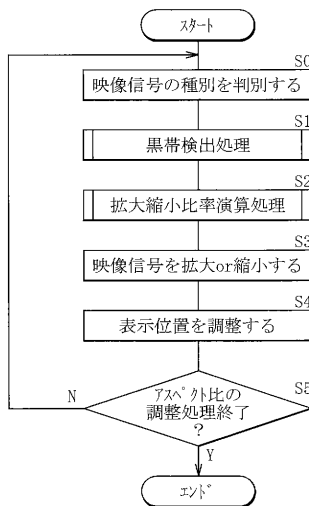 スタート
S0
映像信号の種別を判別する
S1
黒帯検出処理
S2
拡大縮小比率演算処理
S3
映像信号を拡大or縮小する
S4
表示位置を調整する
S5
アスペクト比の
調整処理終了
?
N
Y
エンド